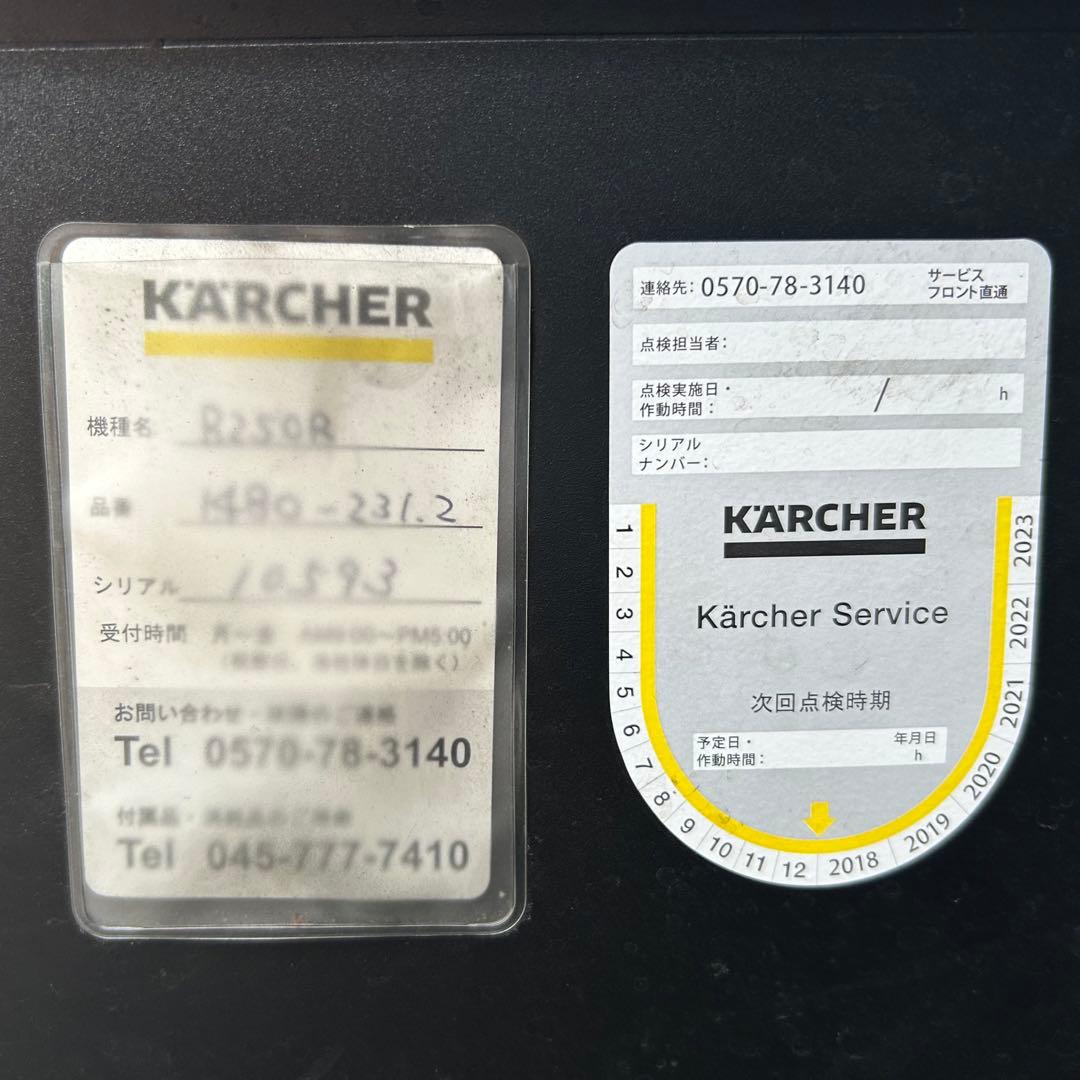 KÄRCHER
機種名
品番 -231.2
シリアル 10593
受付時間 ~PM5:00
お問い合わせ・
Tel 0570-78-3140
付属品・
Tel 045-777-7410
連絡先: 0570-78-3140 サービス
フロント直通
点検担当者:
点検実施日・
作動時間: / h
シリアル
ナンバー:
KÄRCHER
Kärcher Service
次回点検時期
予定日・ 年月日
作動時間: h
1 2 3 4 5 6 7 8 9 10 11 12 2018 2019 2020 2021 2022 2023